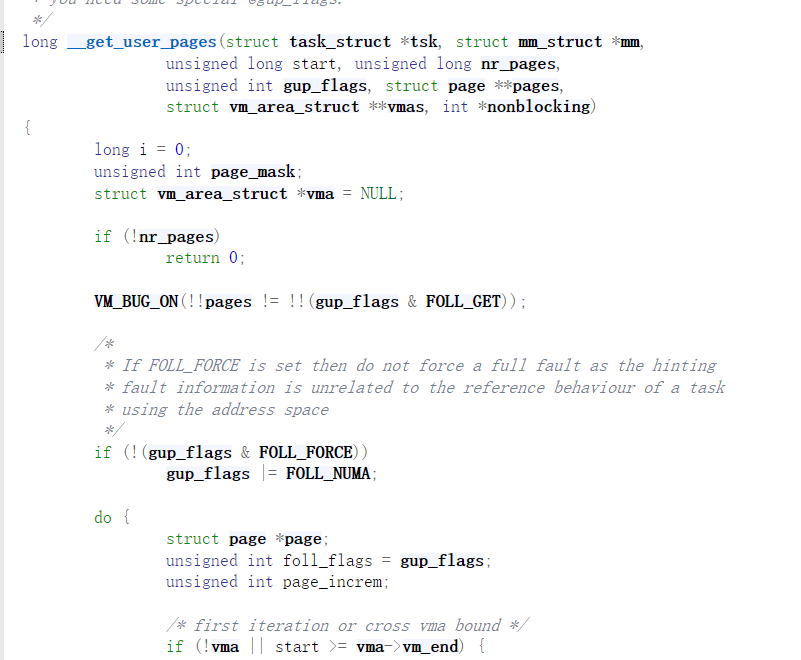 * you need some special @gup_flags.
*/
long __get_user_pages(struct task_struct *tsk, struct mm_struct *mm,
unsigned long start, unsigned long nr_pages,
unsigned int gup_flags, struct page **pages,
struct vm_area_struct **vmas, int *nonblocking)
{
long i = 0;
unsigned int page_mask;
struct vm_area_struct *vma = NULL;
if (!nr_pages)
return 0;
VM_BUG_ON(!!pages != !!(gup_flags & FOLL_GET));
/*
* If FOLL_FORCE is set then do not force a full fault as the hinting
* fault information is unrelated to the reference behaviour of a task
* using the address space
*/
if (!(gup_flags & FOLL_FORCE))
gup_flags |= FOLL_NUMA;
do {
struct page *page;
unsigned int foll_flags = gup_flags;
unsigned int page_increm;
/* first iteration or cross vma bound */
if (!vma || start >= vma->vm_end) {